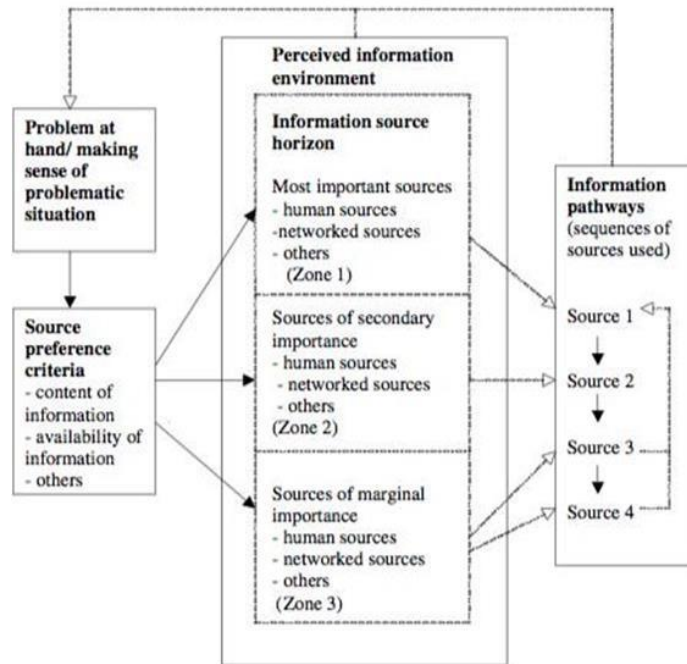 Perceived information
environment
Problem at
hand/ making
sense of
problematic
situation
Source
preference
criteria
- content of
information
- availability of
information
- others
Information source
horizon
Most important sources
- human sources
-networked sources
- others
(Zone 1)
Sources of secondary
importance
- human sources
- networked sources
- others
(Zone 2)
Sources of marginal
importance
- human sources
- networked sources
- others
(Zone 3)
Information
pathways
(sequences of
sources used)
Source 1
Source 2
Source 3
Source 4